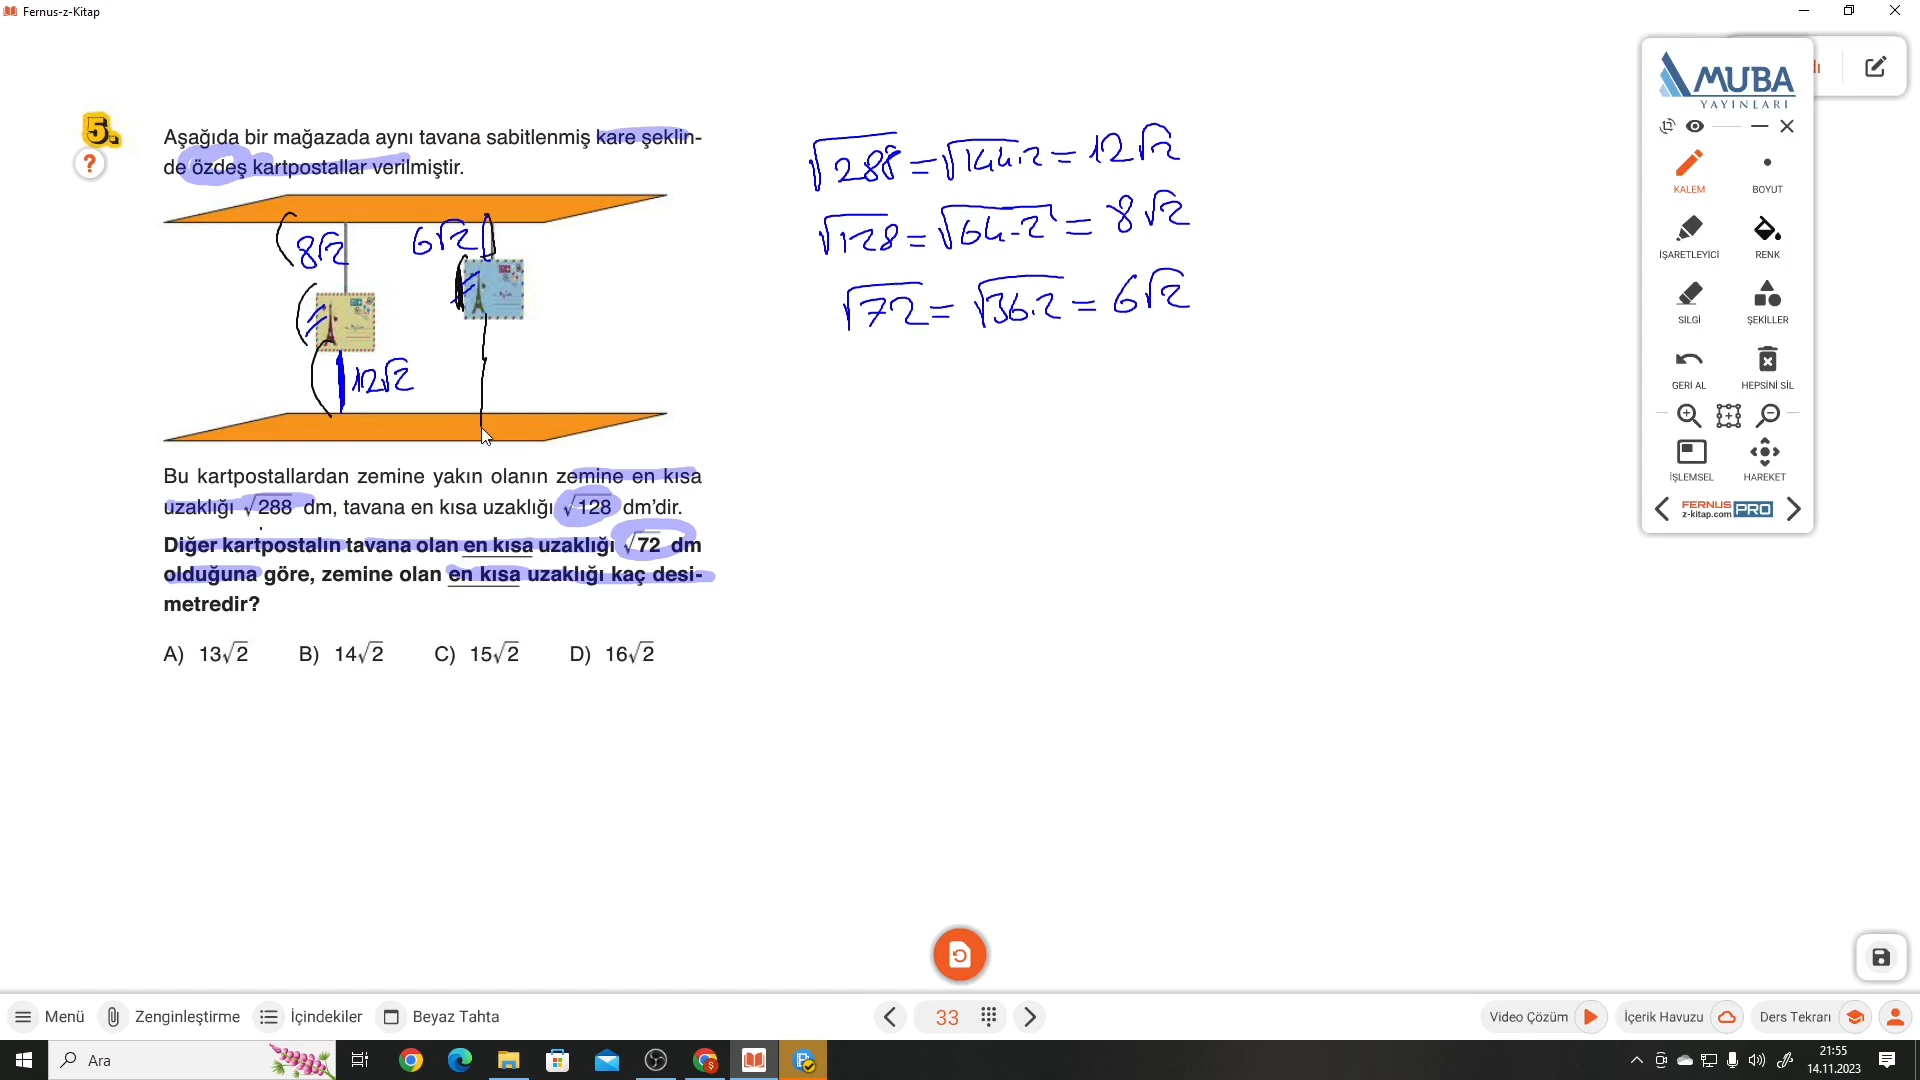 Fernus-z-Kitap
5.
?
Aşağıda bir mağazada aynı tavana sabitlenmiş kare şeklin-
de özdeş kartpostallar verilmiştir.
8√2
6√2
12√2
√288 = √144.2 = 12√2
√128 = √64.2 = 8√2
√72 = √36.2 = 6√2
Bu kartpostallardan zemine yakın olanın zemine en kısa
uzaklığı √288 dm, tavana en kısa uzaklığı √128 dm'dir.
Diğer kartpostalın tavana olan en kısa uzaklığı √72 dm
olduğuna göre, zemine olan en kısa uzaklığı kaç desi-
metredir?
A) 13√2 B) 14√2 C) 15√2 D) 16√2
MUBA
YAYINLARI
KALEM BOYUT
İŞARETLEYİCİ RENK
SİLGİ ŞEKİLLER
GERİ AL HEPSİNİ SİL
İŞLEMSEL HAREKET
FERNUS
z-kitap.com PRO
Menü Zenginleştirme İçindekiler Beyaz Tahta 33 Video Çözüm İçerik Havuzu Ders Tekrarı
Ara
21:55
14.11.2023